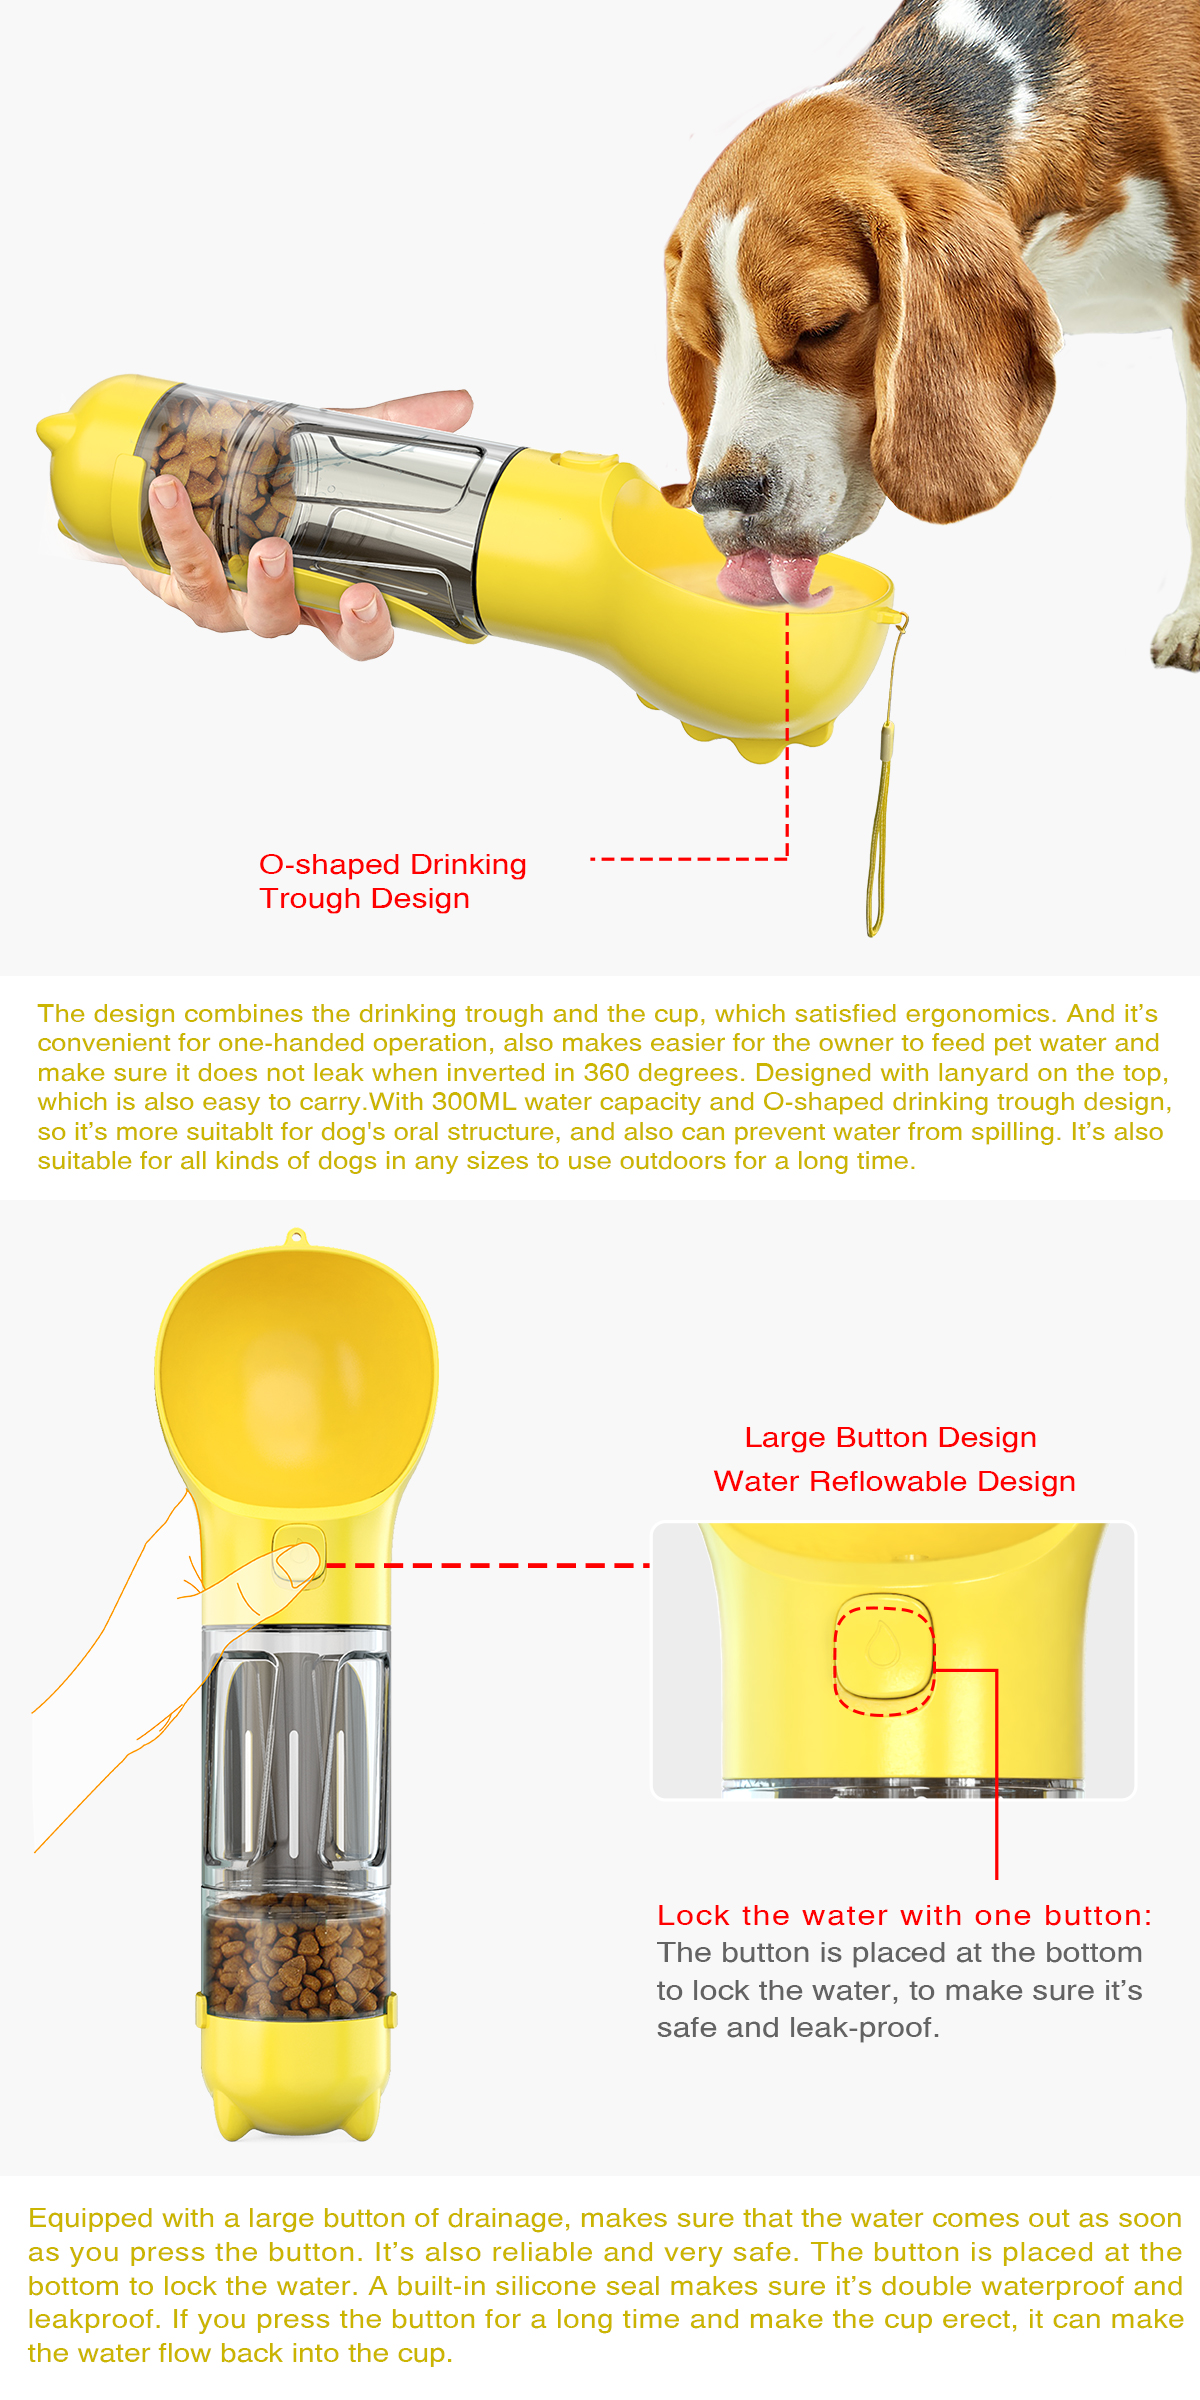 O-shaped Drinking
Trough Design
The design combines the drinking trough and the cup, which satisfied ergonomics. And it’s
convenient for one-handed operation, also makes easier for the owner to feed pet water and
make sure it does not leak when inverted in 360 degrees. Designed with lanyard on the top,
which is also easy to carry.With 300ML water capacity and O-shaped drinking trough design,
so it’s more suitablt for dog's oral structure, and also can prevent water from spilling. It’s also
suitable for all kinds of dogs in any sizes to use outdoors for a long time.
Large Button Design
Water Reflowable Design
Lock the water with one button:
The button is placed at the bottom
to lock the water, to make sure it’s
safe and leak-proof.
Equipped with a large button of drainage, makes sure that the water comes out as soon
as you press the button. It’s also reliable and very safe. The button is placed at the
bottom to lock the water. A built-in silicone seal makes sure it’s double waterproof and
leakproof. If you press the button for a long time and make the cup erect, it can make
the water flow back into the cup.